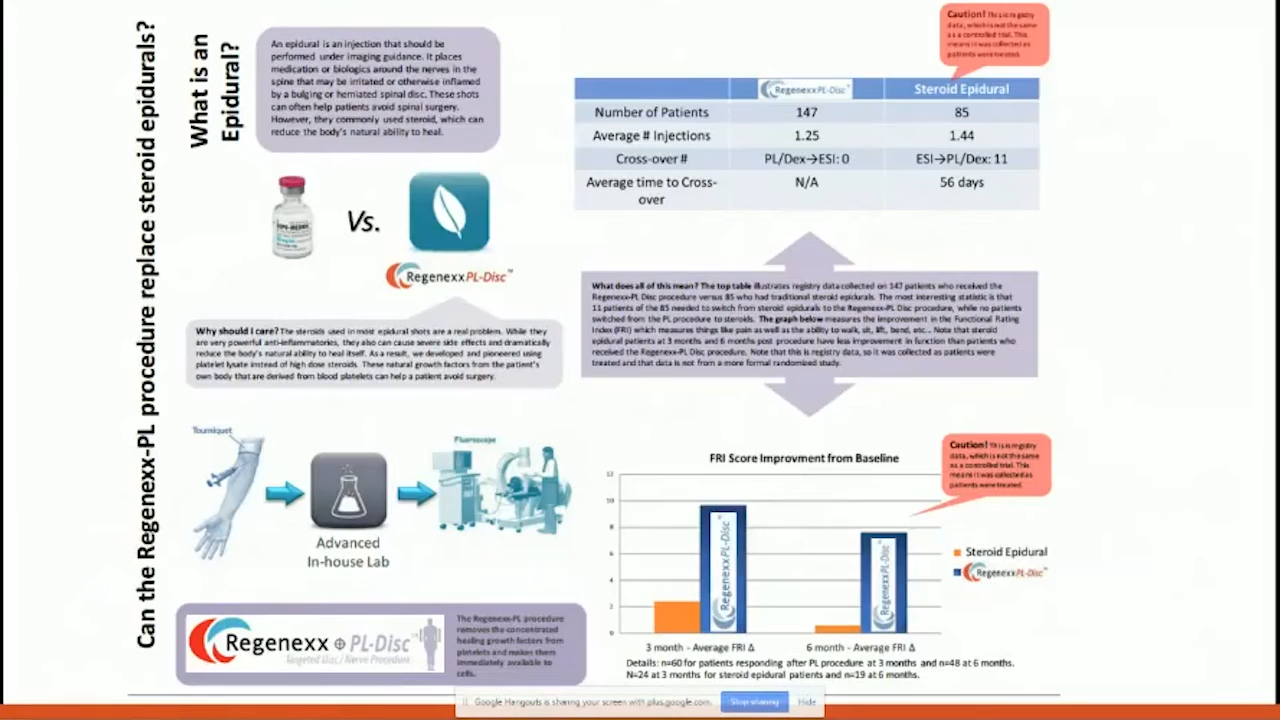 Can the Regenexx-PL procedure replace steroid epidurals?
What is an
Epidural?
An epidural is an injection that should be
performed under imaging guidance. It places
medication or biologics around the nerves in the
spine that may be irritated or otherwise inflamed
by a bulging or herniated spinal disc. These shots
can often help patients avoid spinal surgery.
However, they commonly used steroid, which can
reduce the body's natural ability to heal.
Vs.
Regenexx PL-Disc™
Why should I care? The steroids used in most epidural shots are a real problem. While they
are very powerful anti-inflammatories, they also can cause severe side effects and dramatically
reduce the body's natural ability to heal itself. As a result, we developed and pioneered using
platelet lysate instead of high dose steroids. These natural growth factors from the patient's
own body that are derived from blood platelets can help a patient avoid surgery.
Tourniquet
Fluoroscope
Advanced
In-house Lab
Regenexx PL-Disc™
Targeted Disc / Nerve Procedure
The Regenexx-PL procedure
removes the concentrated
healing growth factors from
platelets and makes them
immediately available to
cells.
Caution! This is registry
data, which is not the same
as a controlled trial. This
means it was collected as
patients were treated.
Regenexx PL-Disc™ Steroid Epidural
Number of Patients 147 85
Average # Injections 1.25 1.44
Cross-over # PL/Dex→ESI: 0 ESI→PL/Dex: 11
Average time to Cross-
over N/A 56 days
What does all of this mean? The top table illustrates registry data collected on 147 patients who received the
Regenexx-PL Disc procedure versus 85 who had traditional steroid epidurals. The most interesting statistic is that
11 patients of the 85 needed to switch from steroid epidurals to the PL Disc procedure, while no patients
switched from the PL procedure to steroids. The graph below measures the improvement in the Functional Rating
Index (FRI) which measures things like pain as well as the ability to walk, sit, lift, bend, etc... Note that steroid
epidural patients at 3 months and 6 months post procedure have less improvement in function than patients who
received the Regenexx-PL Disc procedure. Note that this is registry data, so it was collected as patients were
treated and that data is not from a more formal randomized study.
Caution! This is registry
data, which is not the same
as a controlled trial. This
means it was collected as
patients were treated.
FRI Score Improvment from Baseline
12
10
8
6
4
2
0
Regenexx PL-Disc™
Regenexx PL-Disc™
3 month - Average FRI Δ
6 month - Average FRI Δ
Steroid Epidural
Regenexx PL-Disc™
Details: n=60 for patients responding after PL procedure at 3 months and n=48 at 6 months.
N=24 at 3 months for steroid epidural patients and n=19 at 6 months.
Google Hangouts is sharing your screen with plus.google.com.
Stop sharing
Hide